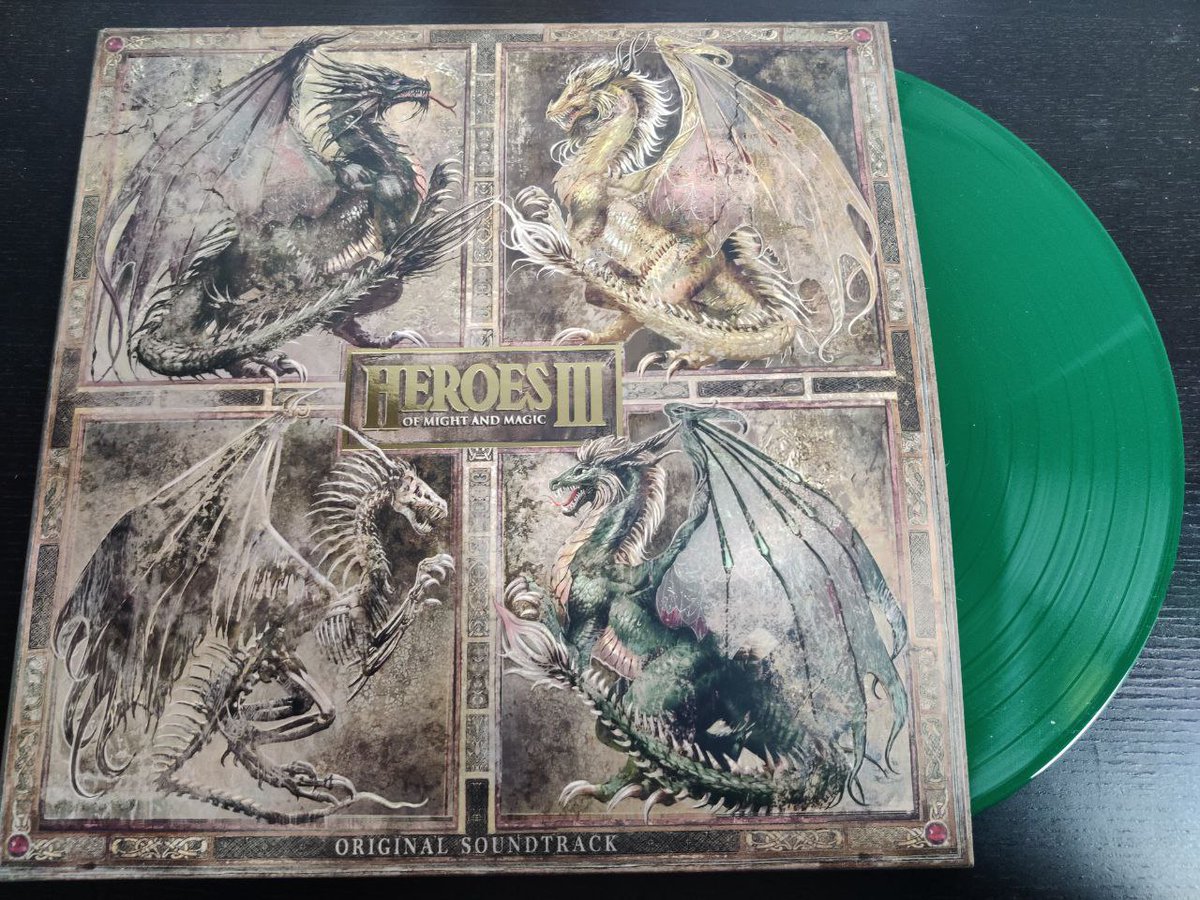 HEROES III
OF MIGHT AND MAGIC
ORIGINAL SOUNDTRACK